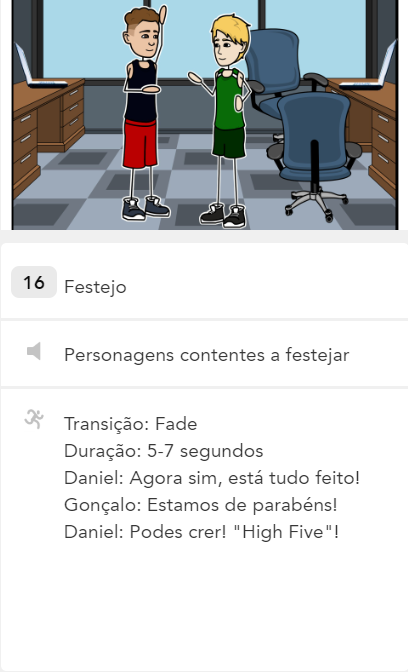 16 Festejo
Personagens contentes a festejar
Transição: Fade
Duração: 5-7 segundos
Daniel: Agora sim, está tudo feito!
Gonçalo: Estamos de parabéns!
Daniel: Podes crer! "High Five"!